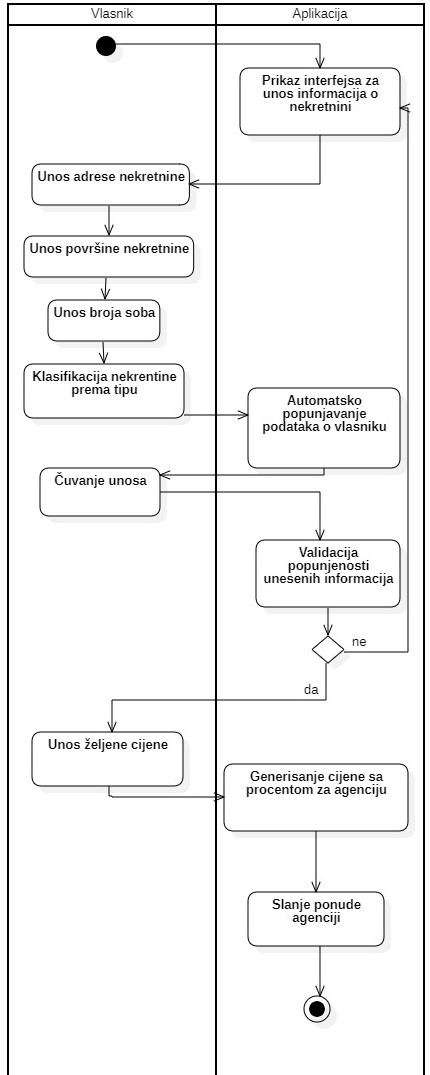 Vlasnik
Aplikacija
Prikaz interfejsa za
unos informacija o
nekretnini
Unos adrese nekretnine
Unos površine nekretnine
Unos broja soba
Klasifikacija nekrentine
prema tipu
Automatsko
popunjavanje
podataka o vlasniku
Čuvanje unosa
Validacija
popunjenosti
unesenih informacija
ne
da
Unos željene cijene
Generisanje cijene sa
procentom za agenciju
Slanje ponude
agenciji